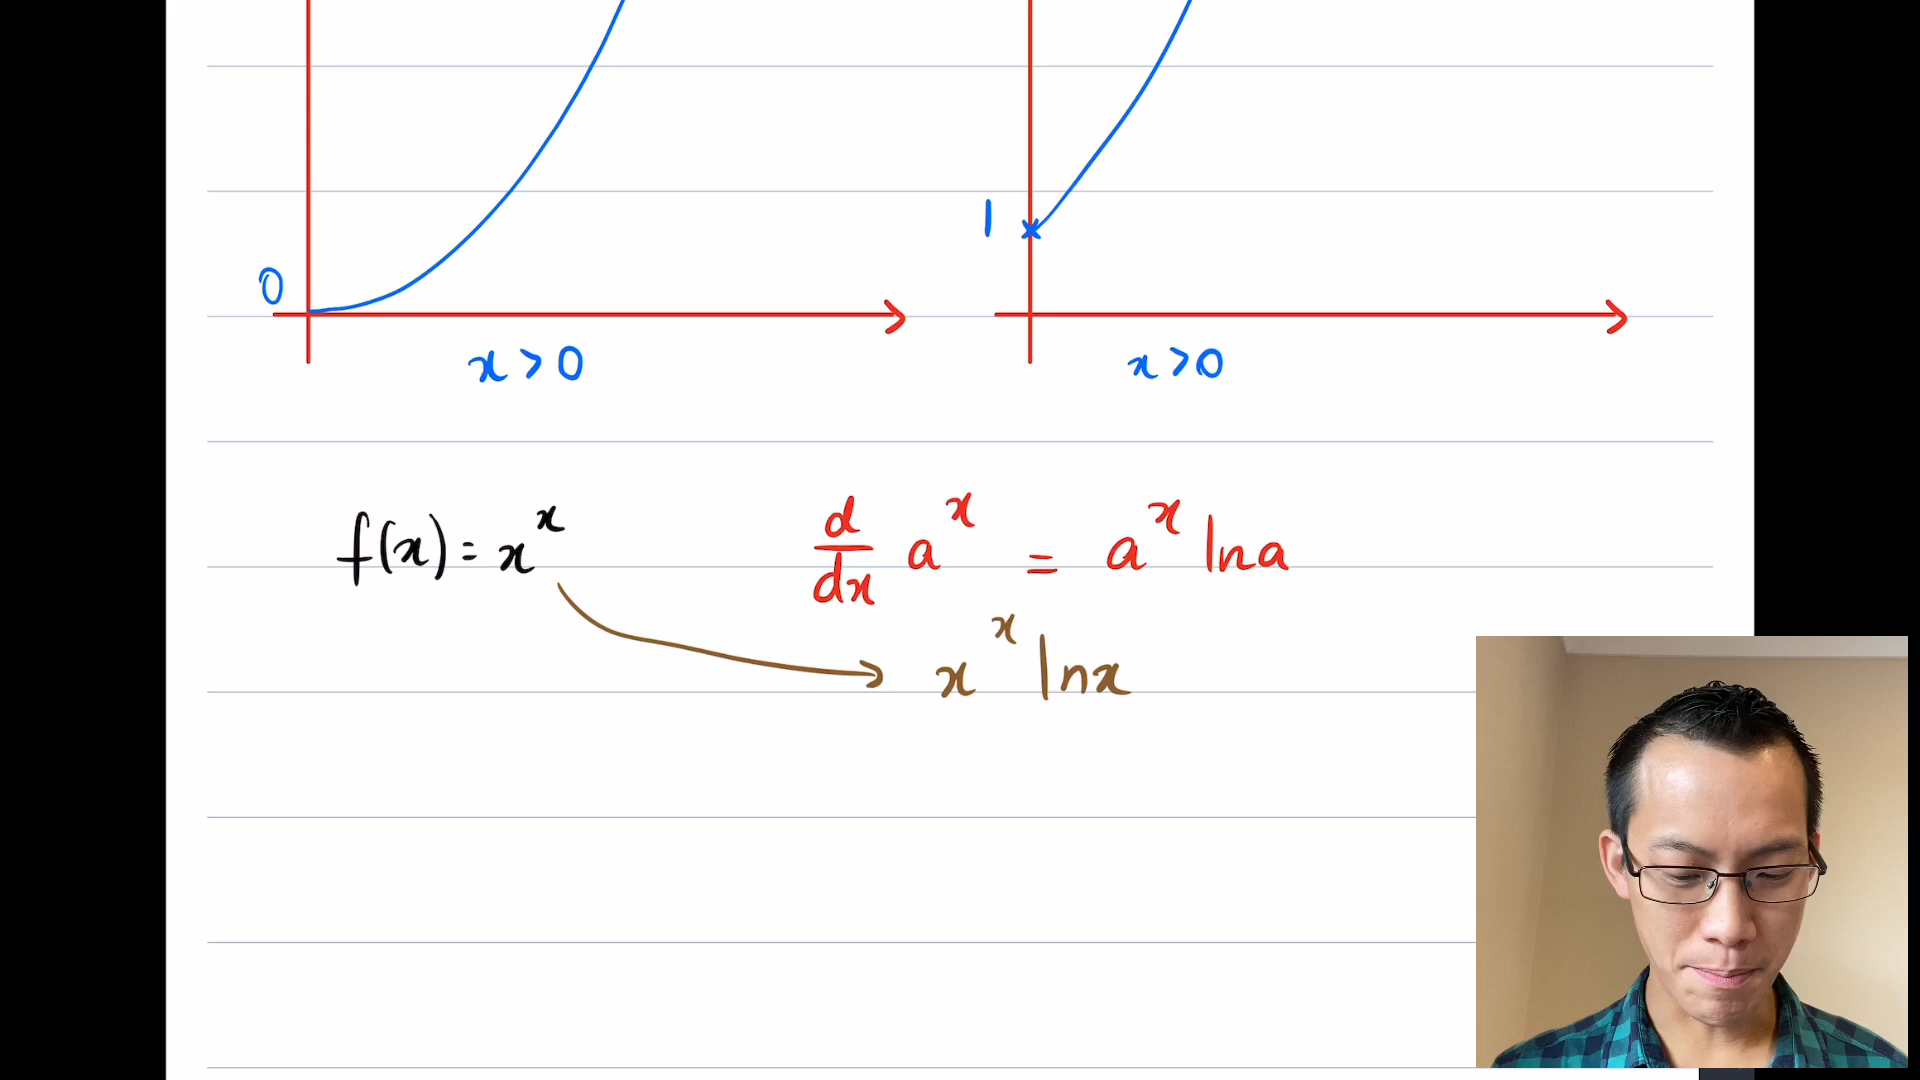 1
0
x > 0
x > 0
f(x) = x^x
d/dx a^x = a^x ln a
x^x ln x